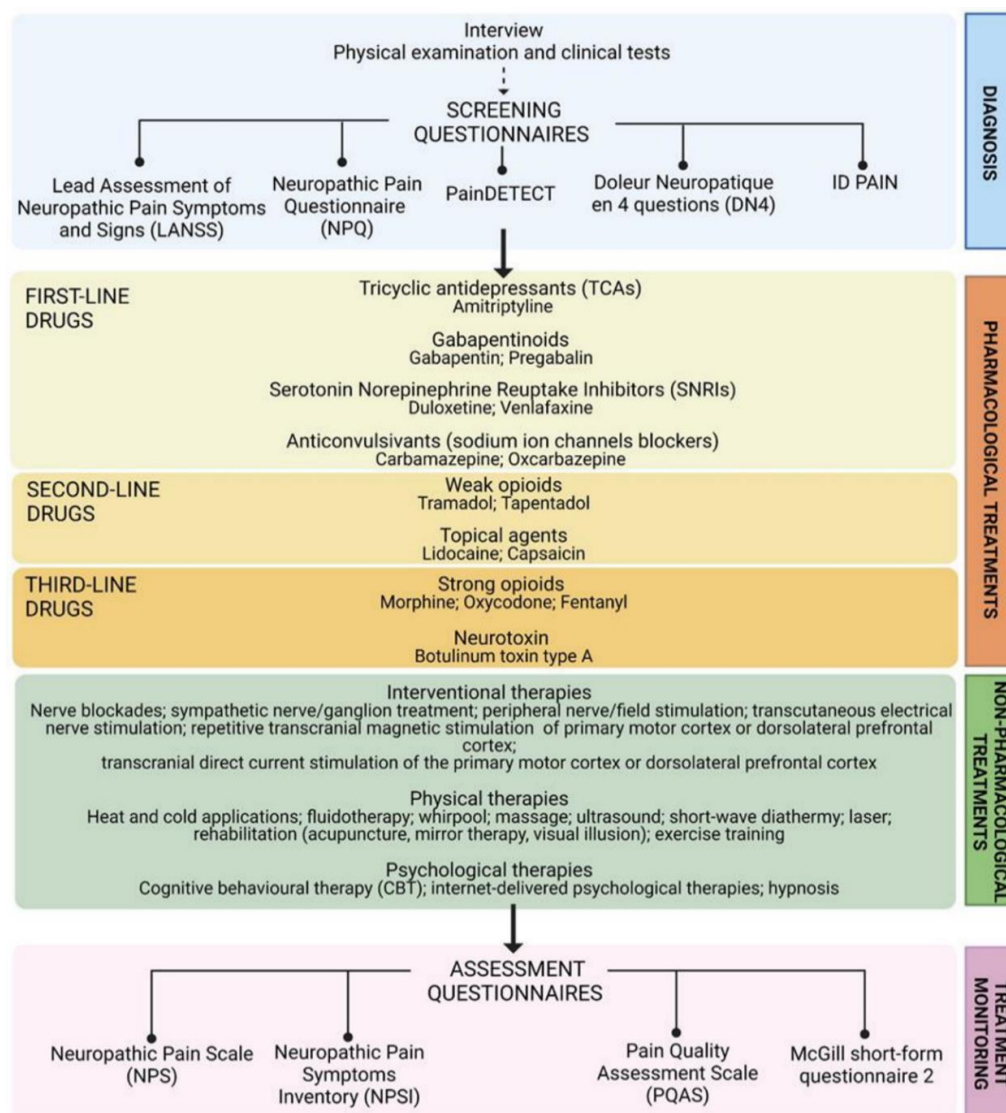 Interview
Physical examination and clinical tests
SCREENING
QUESTIONNAIRES
Lead Assessment of
Neuropathic Pain Symptoms
and Signs (LANSS)
Neuropathic Pain
Questionnaire
(NPQ)
PainDETECT
Doleur Neuropatique
en 4 questions (DN4)
ID PAIN
DIAGNOSIS
FIRST-LINE
DRUGS
Tricyclic antidepressants (TCAs)
Amitriptyline
Gabapentinoids
Gabapentin; Pregabalin
Serotonin Norepinephrine Reuptake Inhibitors (SNRIs)
Duloxetine; Venlafaxine
Anticonvulsivants (sodium ion channels blockers)
Carbamazepine; Oxcarbazepine
SECOND-LINE
DRUGS
Weak opioids
Tramadol; Tapentadol
Topical agents
Lidocaine; Capsaicin
THIRD-LINE
DRUGS
Strong opioids
Morphine; Oxycodone; Fentanyl
Neurotoxin
Botulinum toxin type A
PHARMACOLOGICAL TREATMENTS
Interventional therapies
Nerve blockades; sympathetic nerve/ganglion treatment; peripheral nerve/field stimulation; transcutaneous electrical
nerve stimulation; repetitive transcranial magnetic stimulation of primary motor cortex or dorsolateral prefrontal
cortex;
transcranial direct current stimulation of the primary motor cortex or dorsolateral prefrontal cortex
Physical therapies
Heat and cold applications; fluidotherapy; whirpool; massage; ultrasound; short-wave diathermy; laser;
rehabilitation (acupuncture, mirror therapy, visual illusion); exercise training
Psychological therapies
Cognitive behavioural therapy (CBT); internet-delivered psychological therapies; hypnosis
NON-PHARMACOLOGICAL
TREATMENTS
ASSESSMENT
QUESTIONNAIRES
Neuropathic Pain Scale
(NPS)
Neuropathic Pain
Symptoms
Inventory (NPSI)
Pain Quality
Assessment Scale
(PQAS)
McGill short-form
questionnaire 2
TREATMENT
MONITORING